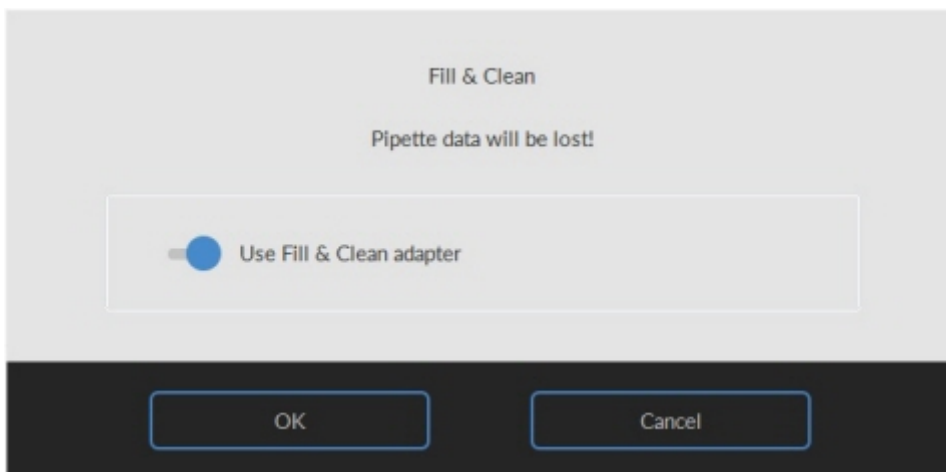 Fill & Clean
Pipette data will be lost!
Use Fill & Clean adapter
OK
Cancel